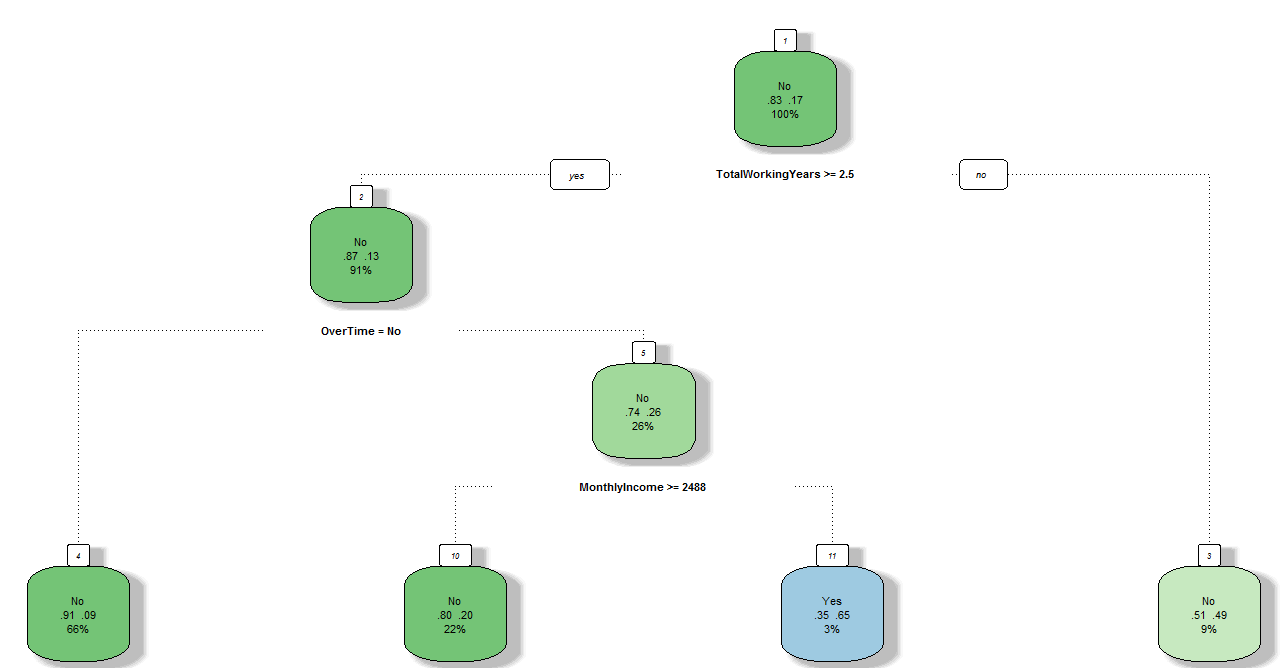 1
No
.83 .17
100%
yes
TotalWorkingYears >= 2.5
no
2
No
.87 .13
91%
OverTime = No
5
No
.74 .26
26%
MonthlyIncome >= 2488
4
No
.91 .09
66%
10
No
.80 .20
22%
11
Yes
.35 .65
3%
3
No
.51 .49
9%